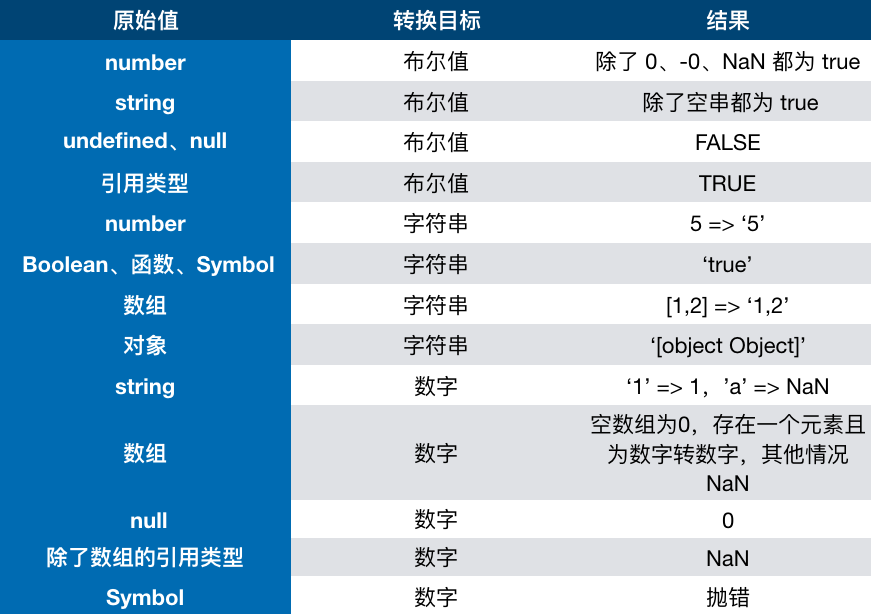 原始值 转换目标 结果
number 布尔值 除了 0、-0、NaN 都为 true
string 布尔值 除了空串都为 true
undefined、null 布尔值 FALSE
引用类型 布尔值 TRUE
number 字符串 5 => ‘5’
Boolean、函数、Symbol 字符串 ‘true’
数组 字符串 [1,2] => ‘1,2’
对象 字符串 ‘[object Object]’
string 数字 ‘1’ => 1，’a’ => NaN
数组 数字 空数组为0，存在一个元素且
为数字转数字，其他情况
NaN
null 数字 0
除了数组的引用类型 数字 NaN
Symbol 数字 抛错